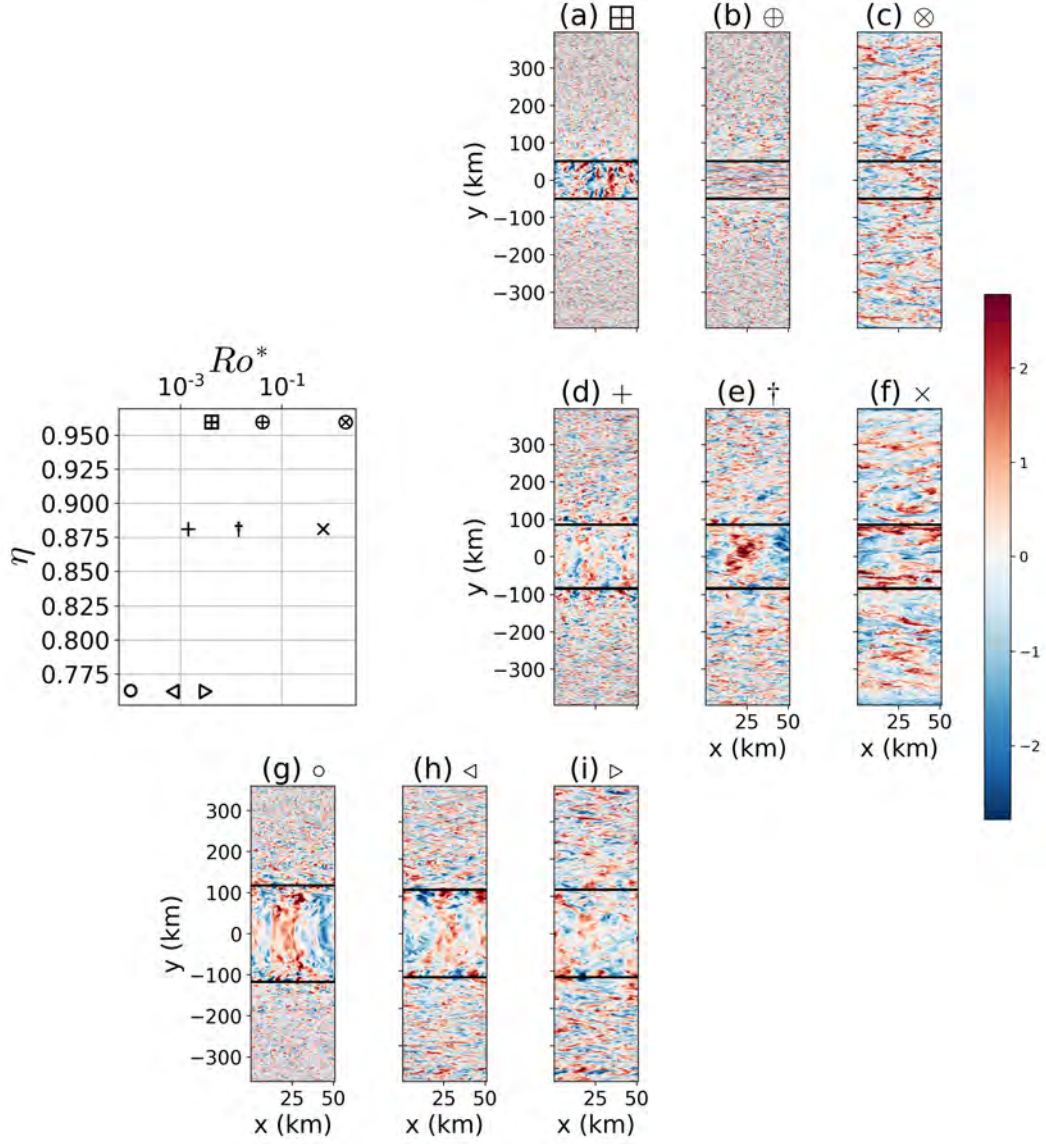 (a) ⊞ (b) ⊕ (c) ⊗
300
200
100
0
−100
−200
−300
y (km)
Ro*
10⁻³ 10⁻¹
0.950
0.925
0.900
0.875
0.850
0.825
0.800
0.775
η
(d) + (e) † (f) ×
300
200
100
0
−100
−200
−300
y (km)
25 50 25 50
x (km) x (km)
2
1
0
−1
−2
(g) ○ (h) ◁ (i) ▷
300
200
100
0
−100
−200
−300
y (km)
25 50 25 50 25 50
x (km) x (km) x (km)